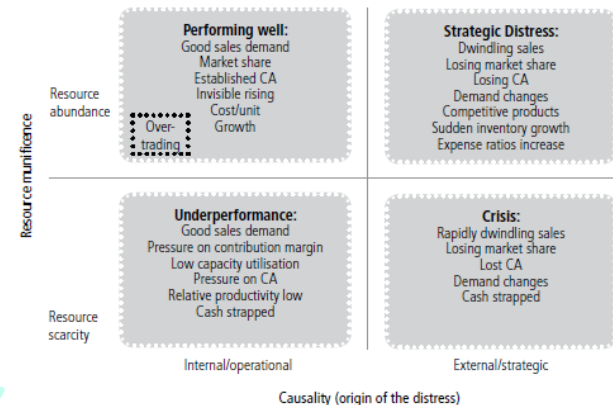 Performing well:
Good sales demand
Market share
Established CA
Invisible rising
Cost/unit
Growth
Over-
trading
Strategic Distress:
Dwindling sales
Losing market share
Losing CA
Demand changes
Competitive products
Sudden inventory growth
Expense ratios increase
Resource
abundance
Resource munificence
Underperformance:
Good sales demand
Pressure on contribution margin
Low capacity utilisation
Pressure on CA
Relative productivity low
Cash strapped
Crisis:
Rapidly dwindling sales
Losing market share
Lost CA
Demand changes
Cash strapped
Resource
scarcity
Internal/operational
External/strategic
Causality (origin of the distress)